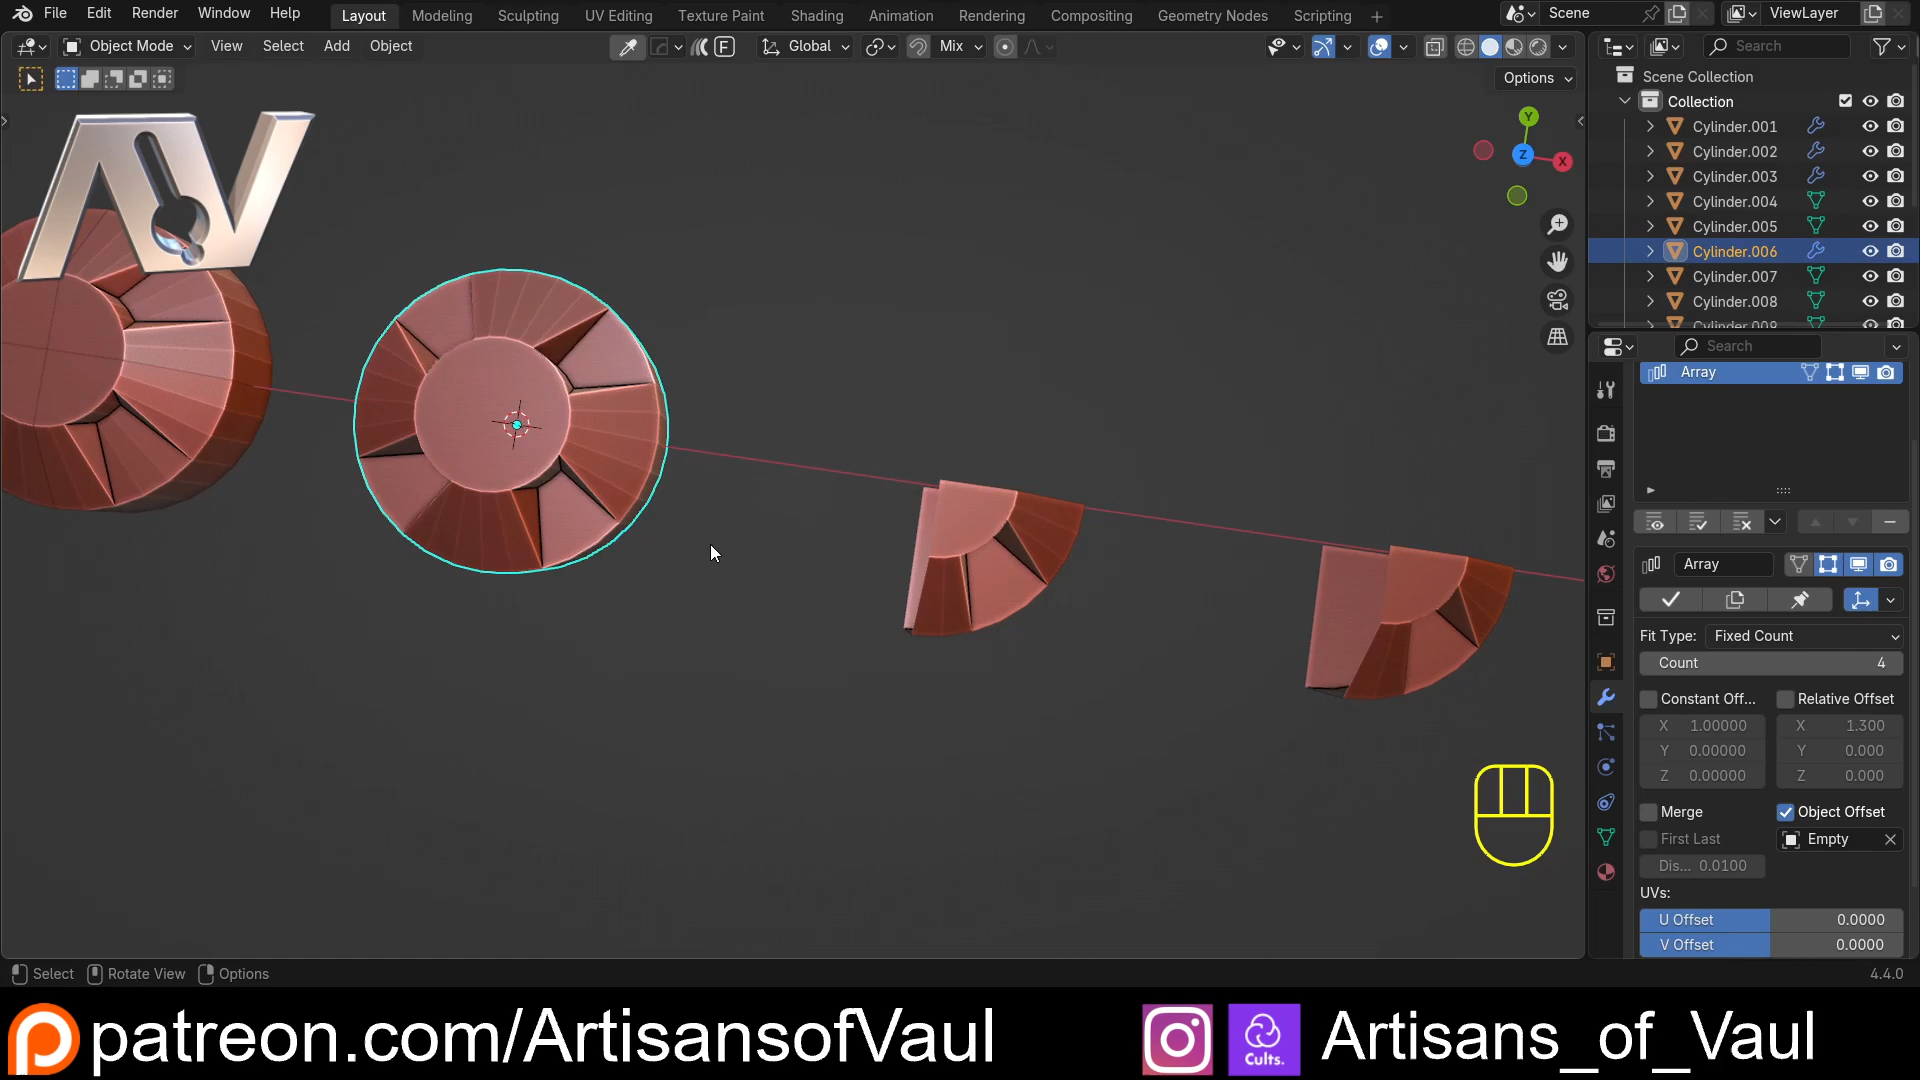 File Edit Render Window Help Layout Modeling Sculpting UV Editing Texture Paint Shading Animation Rendering Compositing Geometry Nodes Scripting + Scene ViewLayer
Object Mode View Select Add Object Global Mix Search
Options
Scene Collection
Collection
Cylinder.001
Cylinder.002
Cylinder.003
Cylinder.004
Cylinder.005
Cylinder.006
Cylinder.007
Cylinder.008
Cylinder.009
Y
Z
X
Search
Array
Array
Fit Type: Fixed Count
Count 4
Constant Off... Relative Offset
X 1.00000 X 1.300
Y 0.00000 Y 0.000
Z 0.00000 Z 0.000
Merge Object Offset
First Last Empty
Dis... 0.0100
UVs:
U Offset 0.0000
V Offset 0.0000
Select Rotate View Options 4.4.0
patreon.com/ArtisansofVaul Cults. Artisans_of_Vaul